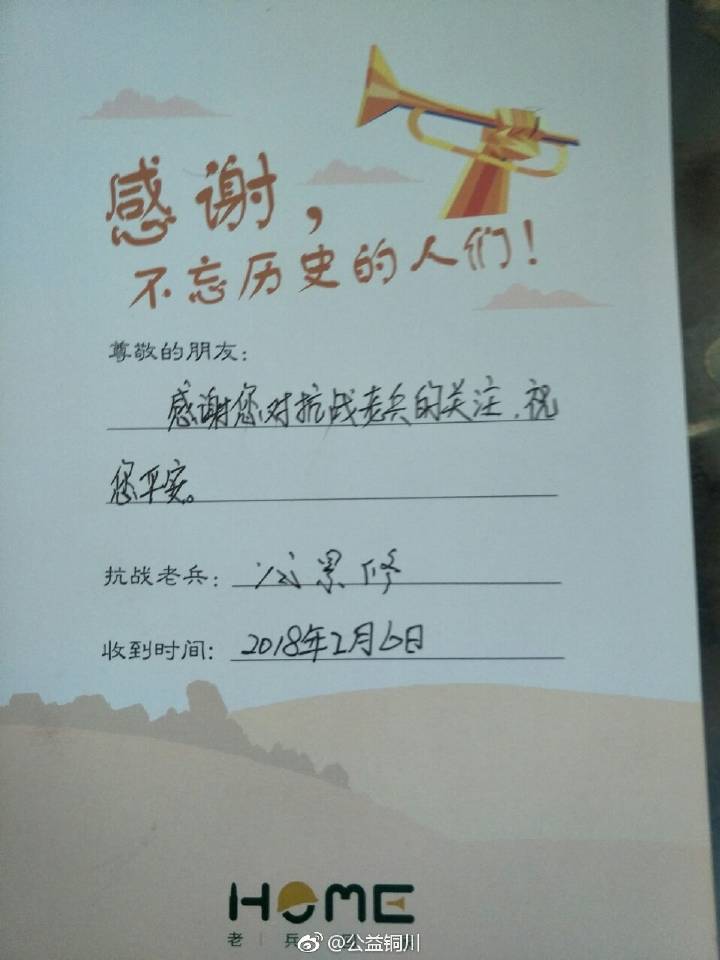 感谢，
不忘历史的人们！
尊敬的朋友：
感谢您对抗战老兵的关注，祝
您平安。
抗战老兵：景修
收到时间：2018年2月6日
HOME
老 | 兵
@公益铜川